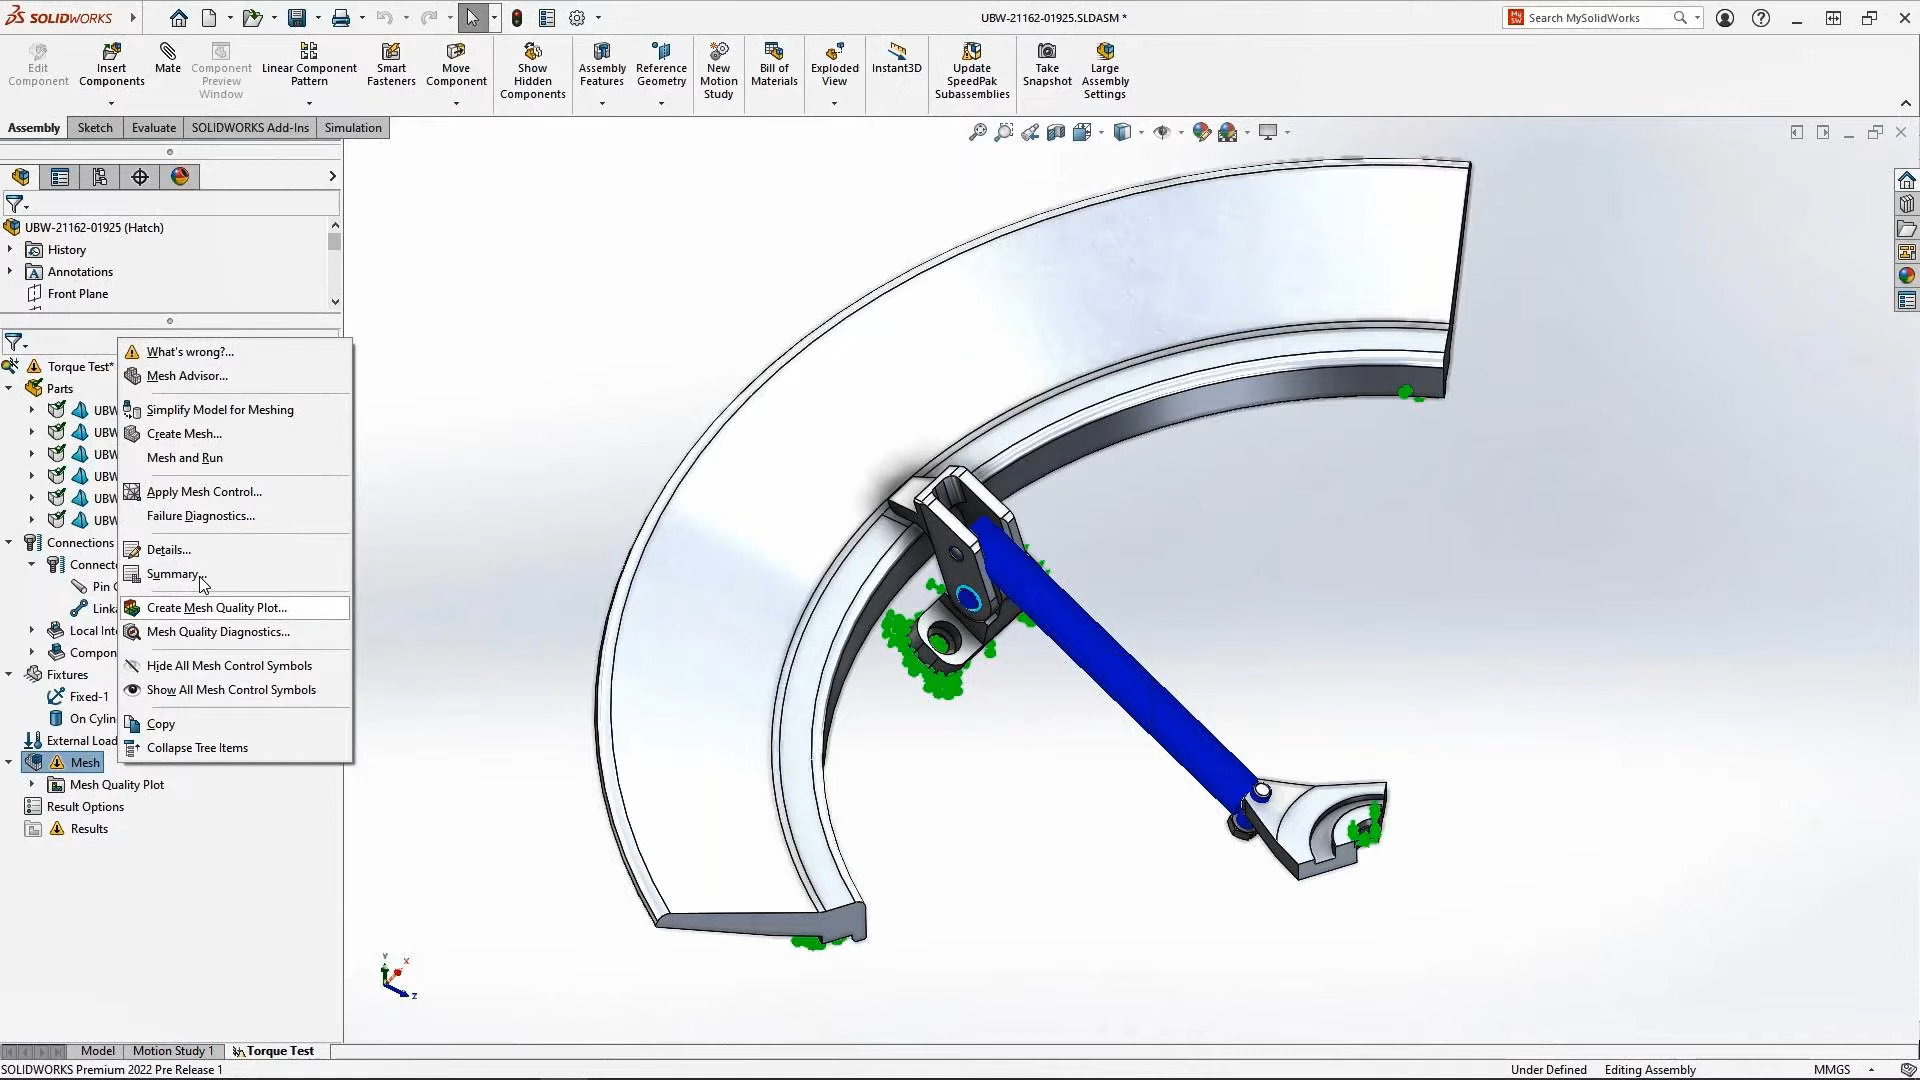 SOLIDWORKS
UBW-21162-01925.SLDASM *
Search MySolidWorks
Edit Component
Insert Components
Mate
Component Preview Window
Linear Component Pattern
Smart Fasteners
Move Component
Show Hidden Components
Assembly Features
Reference Geometry
New Motion Study
Bill of Materials
Exploded View
Instant3D
Update SpeedPak Subassemblies
Take Snapshot
Large Assembly Settings
Assembly
Sketch
Evaluate
SOLIDWORKS Add-Ins
Simulation
UBW-21162-01925 (Hatch)
History
Annotations
Front Plane
Torque Test*
Parts
UBW
UBW
UBW
UBW
UBW
UBW
Connections
Connecto
Pin C
Linka
Local Inte
Compon
Fixtures
Fixed-1
On Cylin
External Load
Mesh
Mesh Quality Plot
Result Options
Results
What's wrong?...
Mesh Advisor...
Simplify Model for Meshing
Create Mesh...
Mesh and Run
Apply Mesh Control...
Failure Diagnostics...
Details...
Summary...
Create Mesh Quality Plot...
Mesh Quality Diagnostics...
Hide All Mesh Control Symbols
Show All Mesh Control Symbols
Copy
Collapse Tree Items
Y
X
Z
Model
Motion Study 1
Torque Test
SOLIDWORKS Premium 2022 Pre Release 1
Under Defined
Editing Assembly
MMGS